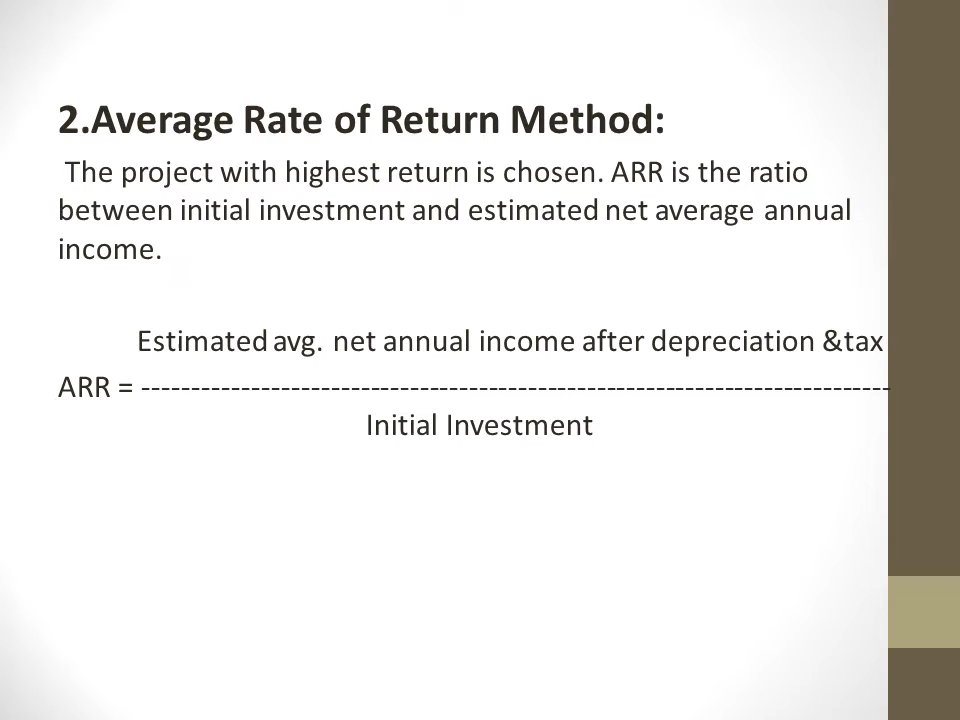 2.Average Rate of Return Method:
The project with highest return is chosen. ARR is the ratio
between initial investment and estimated net average annual
income.
Estimated avg. net annual income after depreciation &tax
ARR = ---------------------------------------------------------------------------
Initial Investment